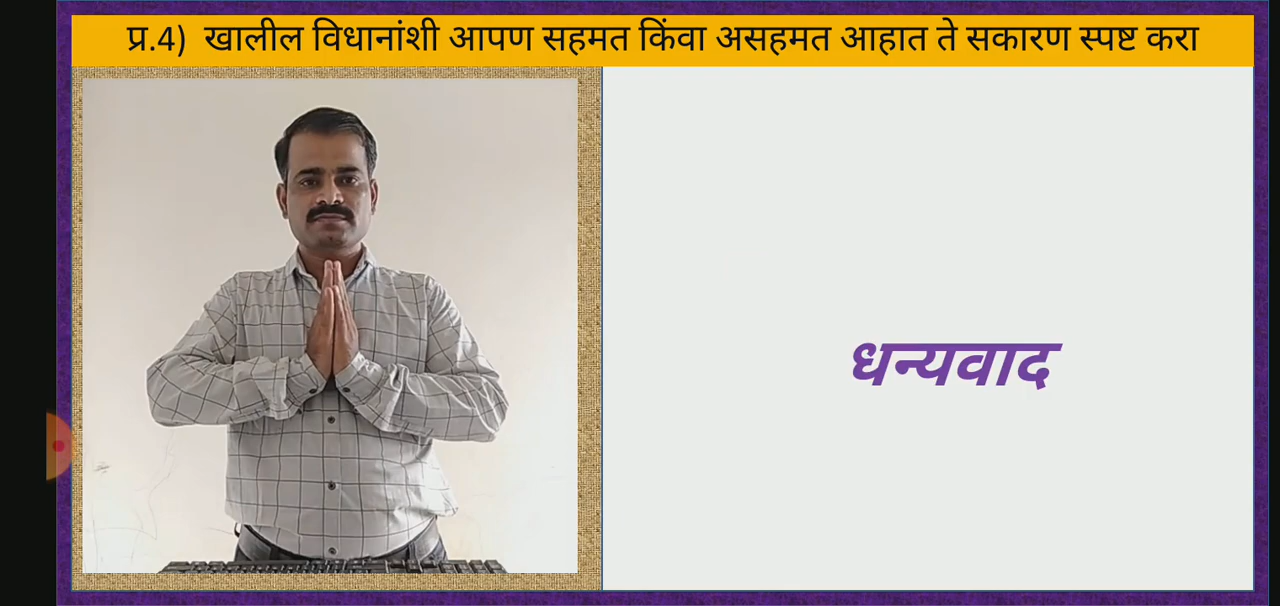 प्र.4) खालील विधानांशी आपण सहमत किंवा असहमत आहात ते सकारण स्पष्ट करा
धन्यवाद